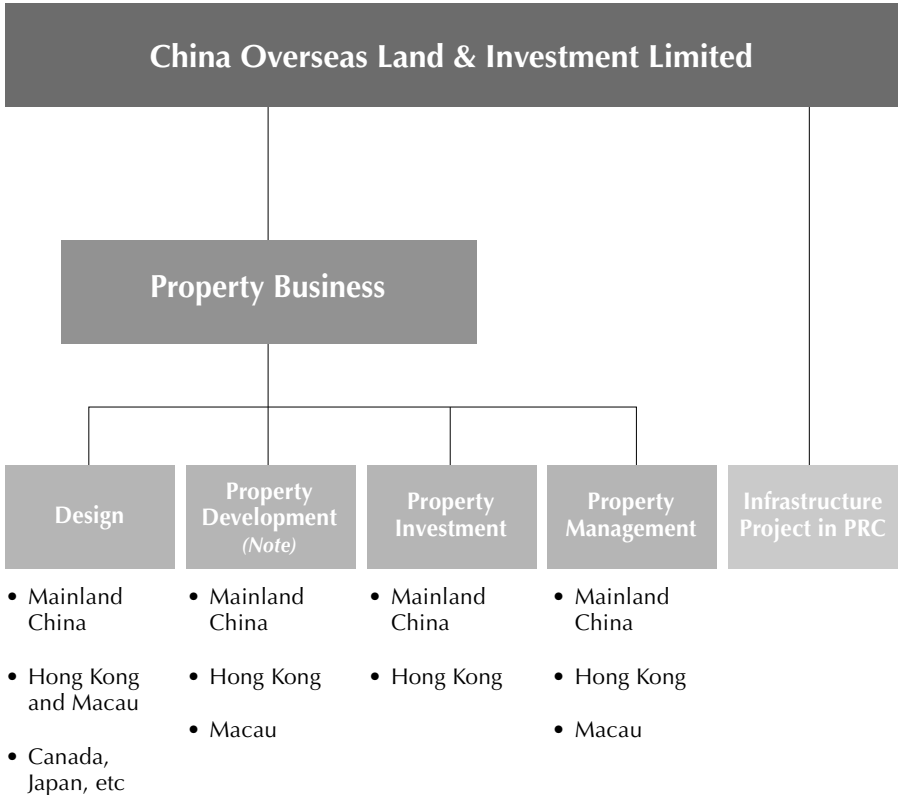 China Overseas Land & Investment Limited
Property Business
Design
Property
Development
(Note)
Property
Investment
Property
Management
Infrastructure
Project in PRC
• Mainland
China
• Hong Kong
and Macau
• Canada,
Japan, etc
• Mainland
China
• Hong Kong
• Macau
• Mainland
China
• Hong Kong
• Mainland
China
• Hong Kong
• Macau